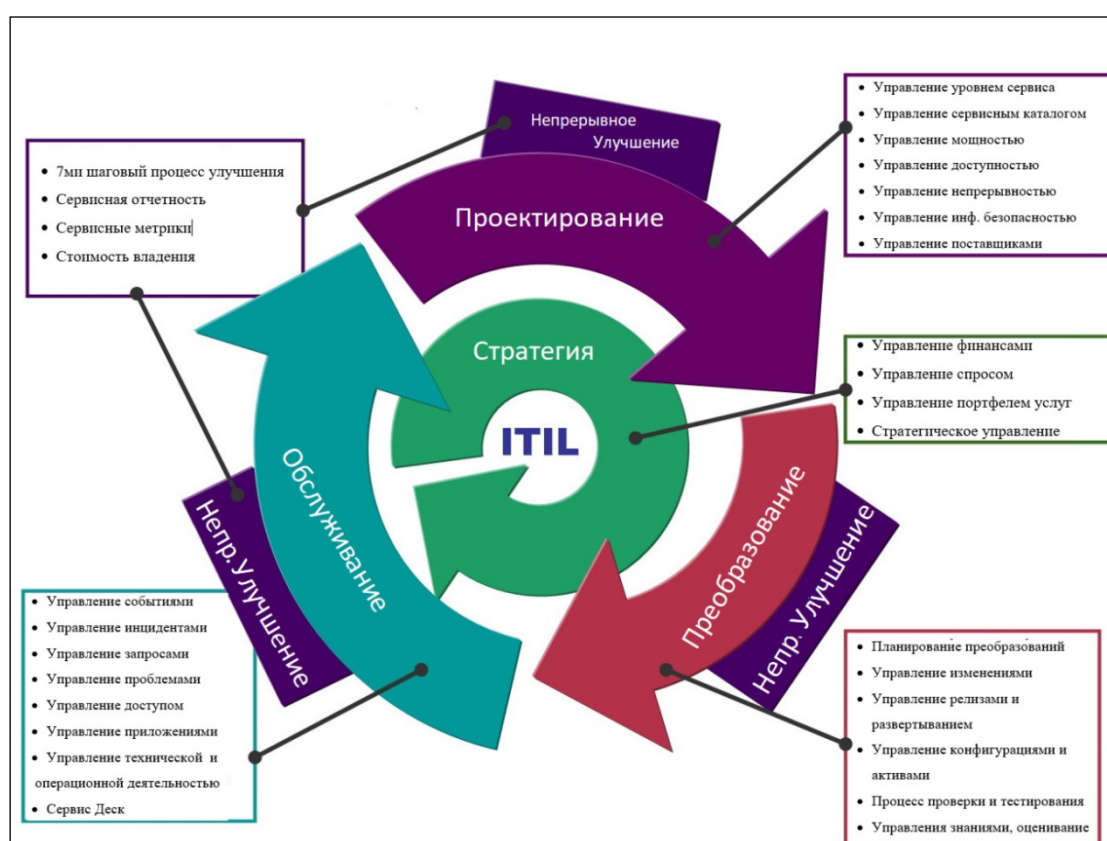 Непрерывное
Улучшение
Проектирование
Стратегия
ITIL
Обслуживание
Преобразование
Непр. Улучшение
Непр. Улучшение
• 7ми шаговый процесс улучшения
• Сервисная отчетность
• Сервисные метрики
• Стоимость владения
• Управление уровнем сервиса
• Управление сервисным каталогом
• Управление мощностью
• Управление доступностью
• Управление непрерывностью
• Управление инф. безопасностью
• Управление поставщиками
• Управление финансами
• Управление спросом
• Управление портфелем услуг
• Стратегическое управление
• Управление событиями
• Управление инцидентами
• Управление запросами
• Управление проблемами
• Управление доступом
• Управление приложениями
• Управление технической и
операционной деятельностью
• Сервис Деск
• Планирование преобразований
• Управление изменениями
• Управление релизами и
развертыванием
• Управление конфигурациями и
активами
• Процесс проверки и тестирования
• Управления знаниями, оценивание